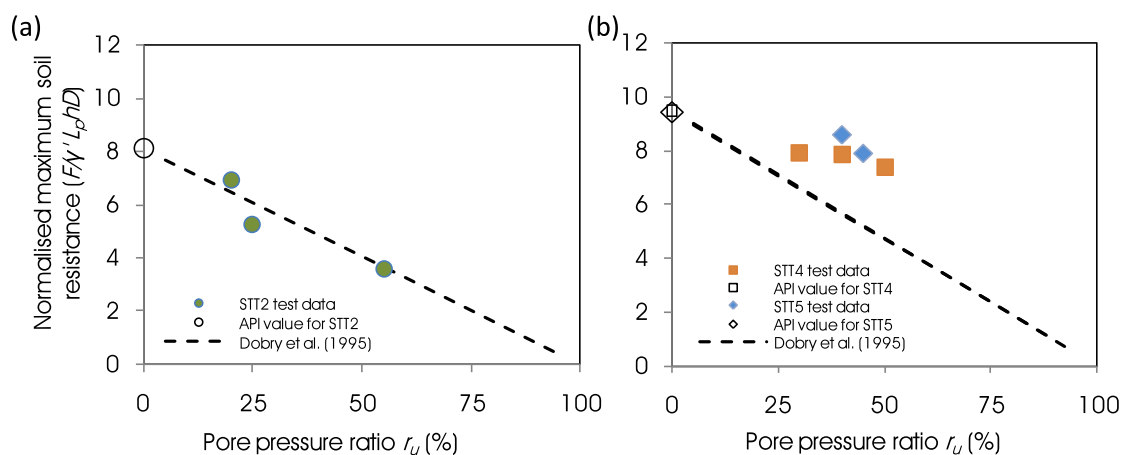 (a)
12
10
8
6
4
2
0
Normalised maximum soil
resistance (F/γ' LphD)
STT2 test data
API value for STT2
Dobry et al. (1995)
0 25 50 75 100
Pore pressure ratio ru (%)
(b)
12
10
8
6
4
2
0
STT4 test data
API value for STT4
STT5 test data
API value for STT5
Dobry et al. (1995)
0 25 50 75 100
Pore pressure ratio ru (%)